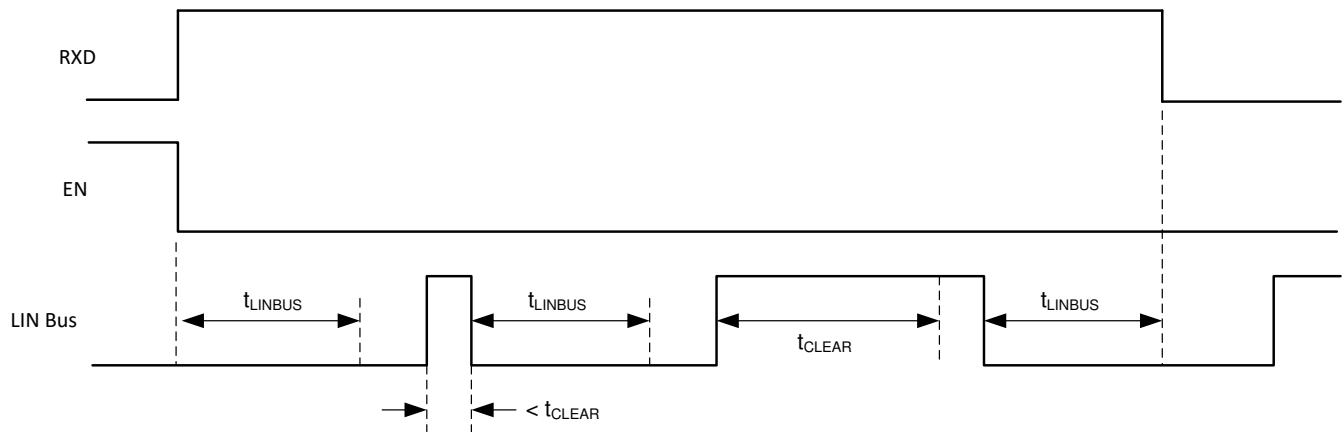 RXD
EN
LIN Bus
tLINBUS
tLINBUS
tCLEAR
tLINBUS
< tCLEAR